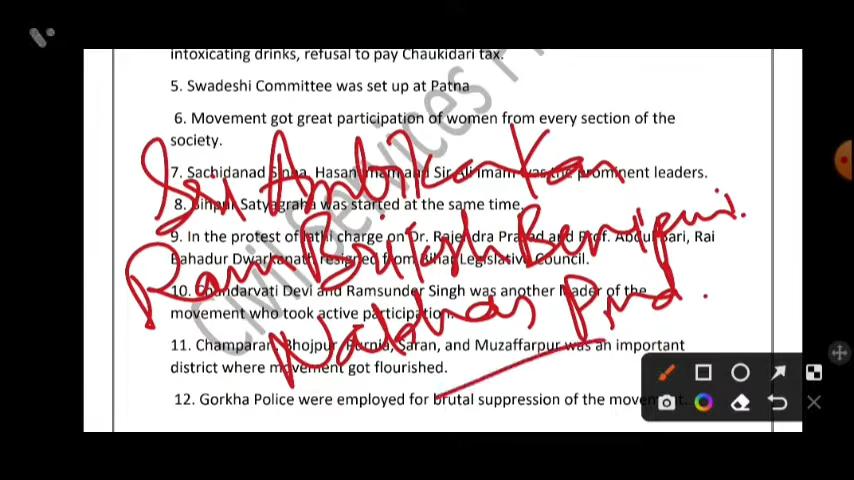 intoxicating drinks, refusal to pay Chaukidari tax.
5. Swadeshi Committee was set up at Patna
6. Movement got great participation of women from every section of the
society.
7. Sachidanad Sinha, Hasan Imam and Sir Ali Imam was the prominent leaders.
8. Bihpur Satyagraha was started at the same time.
9. In the protest of lathi charge on Dr. Rajendra Prasad and Prof. Abdul Bari, Rai
Bahadur Dwarkanath resigned from Bihar Legislative Council.
10. Chandarvati Devi and Ramsunder Singh was another leader of the
movement who took active participation.
11. Champaran, Bhojpur, Purnia, Saran, and Muzaffarpur was an important
district where movement got flourished.
12. Gorkha Police were employed for brutal suppression of the movement.
Civil Services
Sri Ambikakan
Ram Briksh Benipuri.